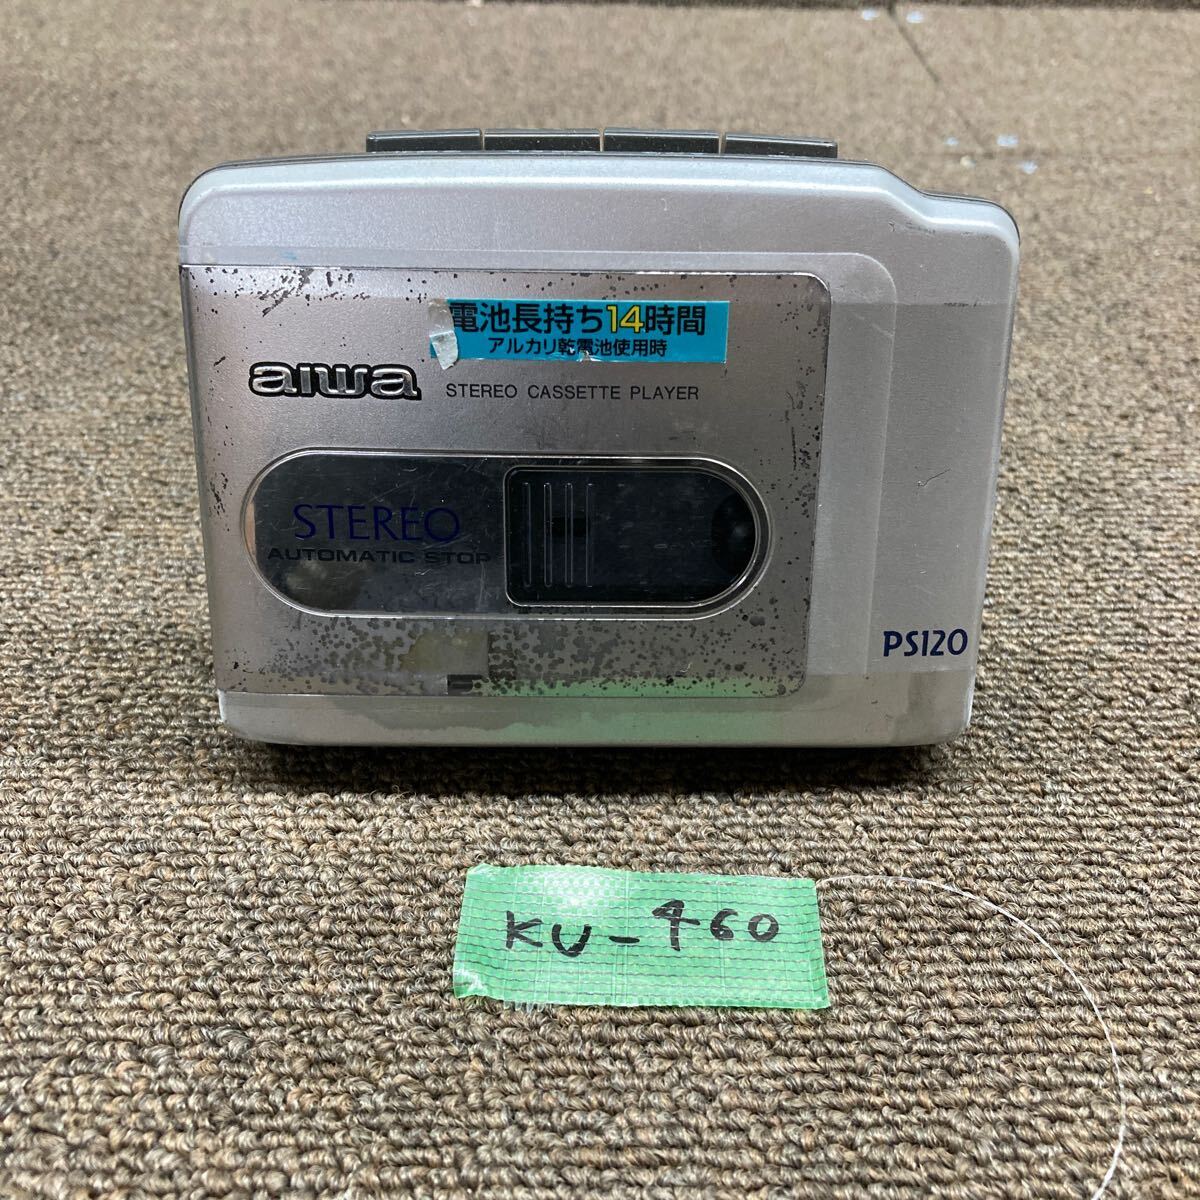 電池長持ち14時間
アルカリ乾電池使用時
aiwa STEREO CASSETTE PLAYER
STEREO
AUTOMATIC STOP
PS120
KU-460